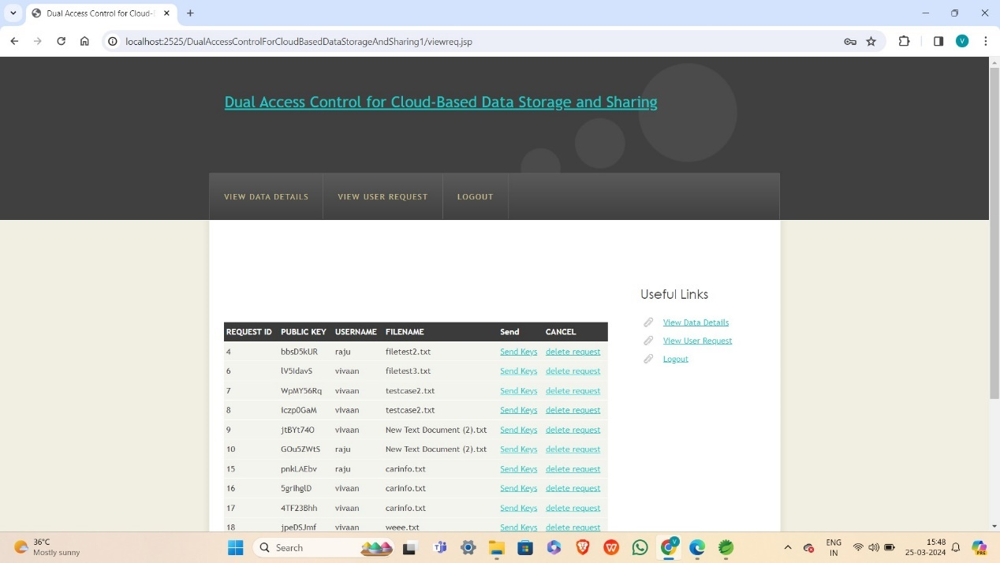 Dual Access Control for Cloud-
localhost:2525/DualAccessControlForCloudBasedDataStorageAndSharing1/viewreq.jsp
V
Dual Access Control for Cloud-Based Data Storage and Sharing
VIEW DATA DETAILS VIEW USER REQUEST LOGOUT
Useful Links
View Data Details
View User Request
Logout
REQUEST ID PUBLIC KEY USERNAME FILENAME Send CANCEL
4 bbsD5kUR raju filetest2.txt Send Keys delete request
6 lV5IdavS vivaan filetest3.txt Send Keys delete request
7 WpMY56Rq vivaan testcase2.txt Send Keys delete request
8 Iczp0GaM vivaan testcase2.txt Send Keys delete request
9 jtBYt74O vivaan New Text Document (2).txt Send Keys delete request
10 GOu5ZWtS raju New Text Document (2).txt Send Keys delete request
15 pnkLAEbv raju carinfo.txt Send Keys delete request
16 5grihglD vivaan carinfo.txt Send Keys delete request
17 4TF23Bhh vivaan carinfo.txt Send Keys delete request
18 jpeDSJmf vivaan weee.txt Send Keys delete request
36°C
Mostly sunny
Search
V
ENG
IN
15:48
25-03-2024
PRE